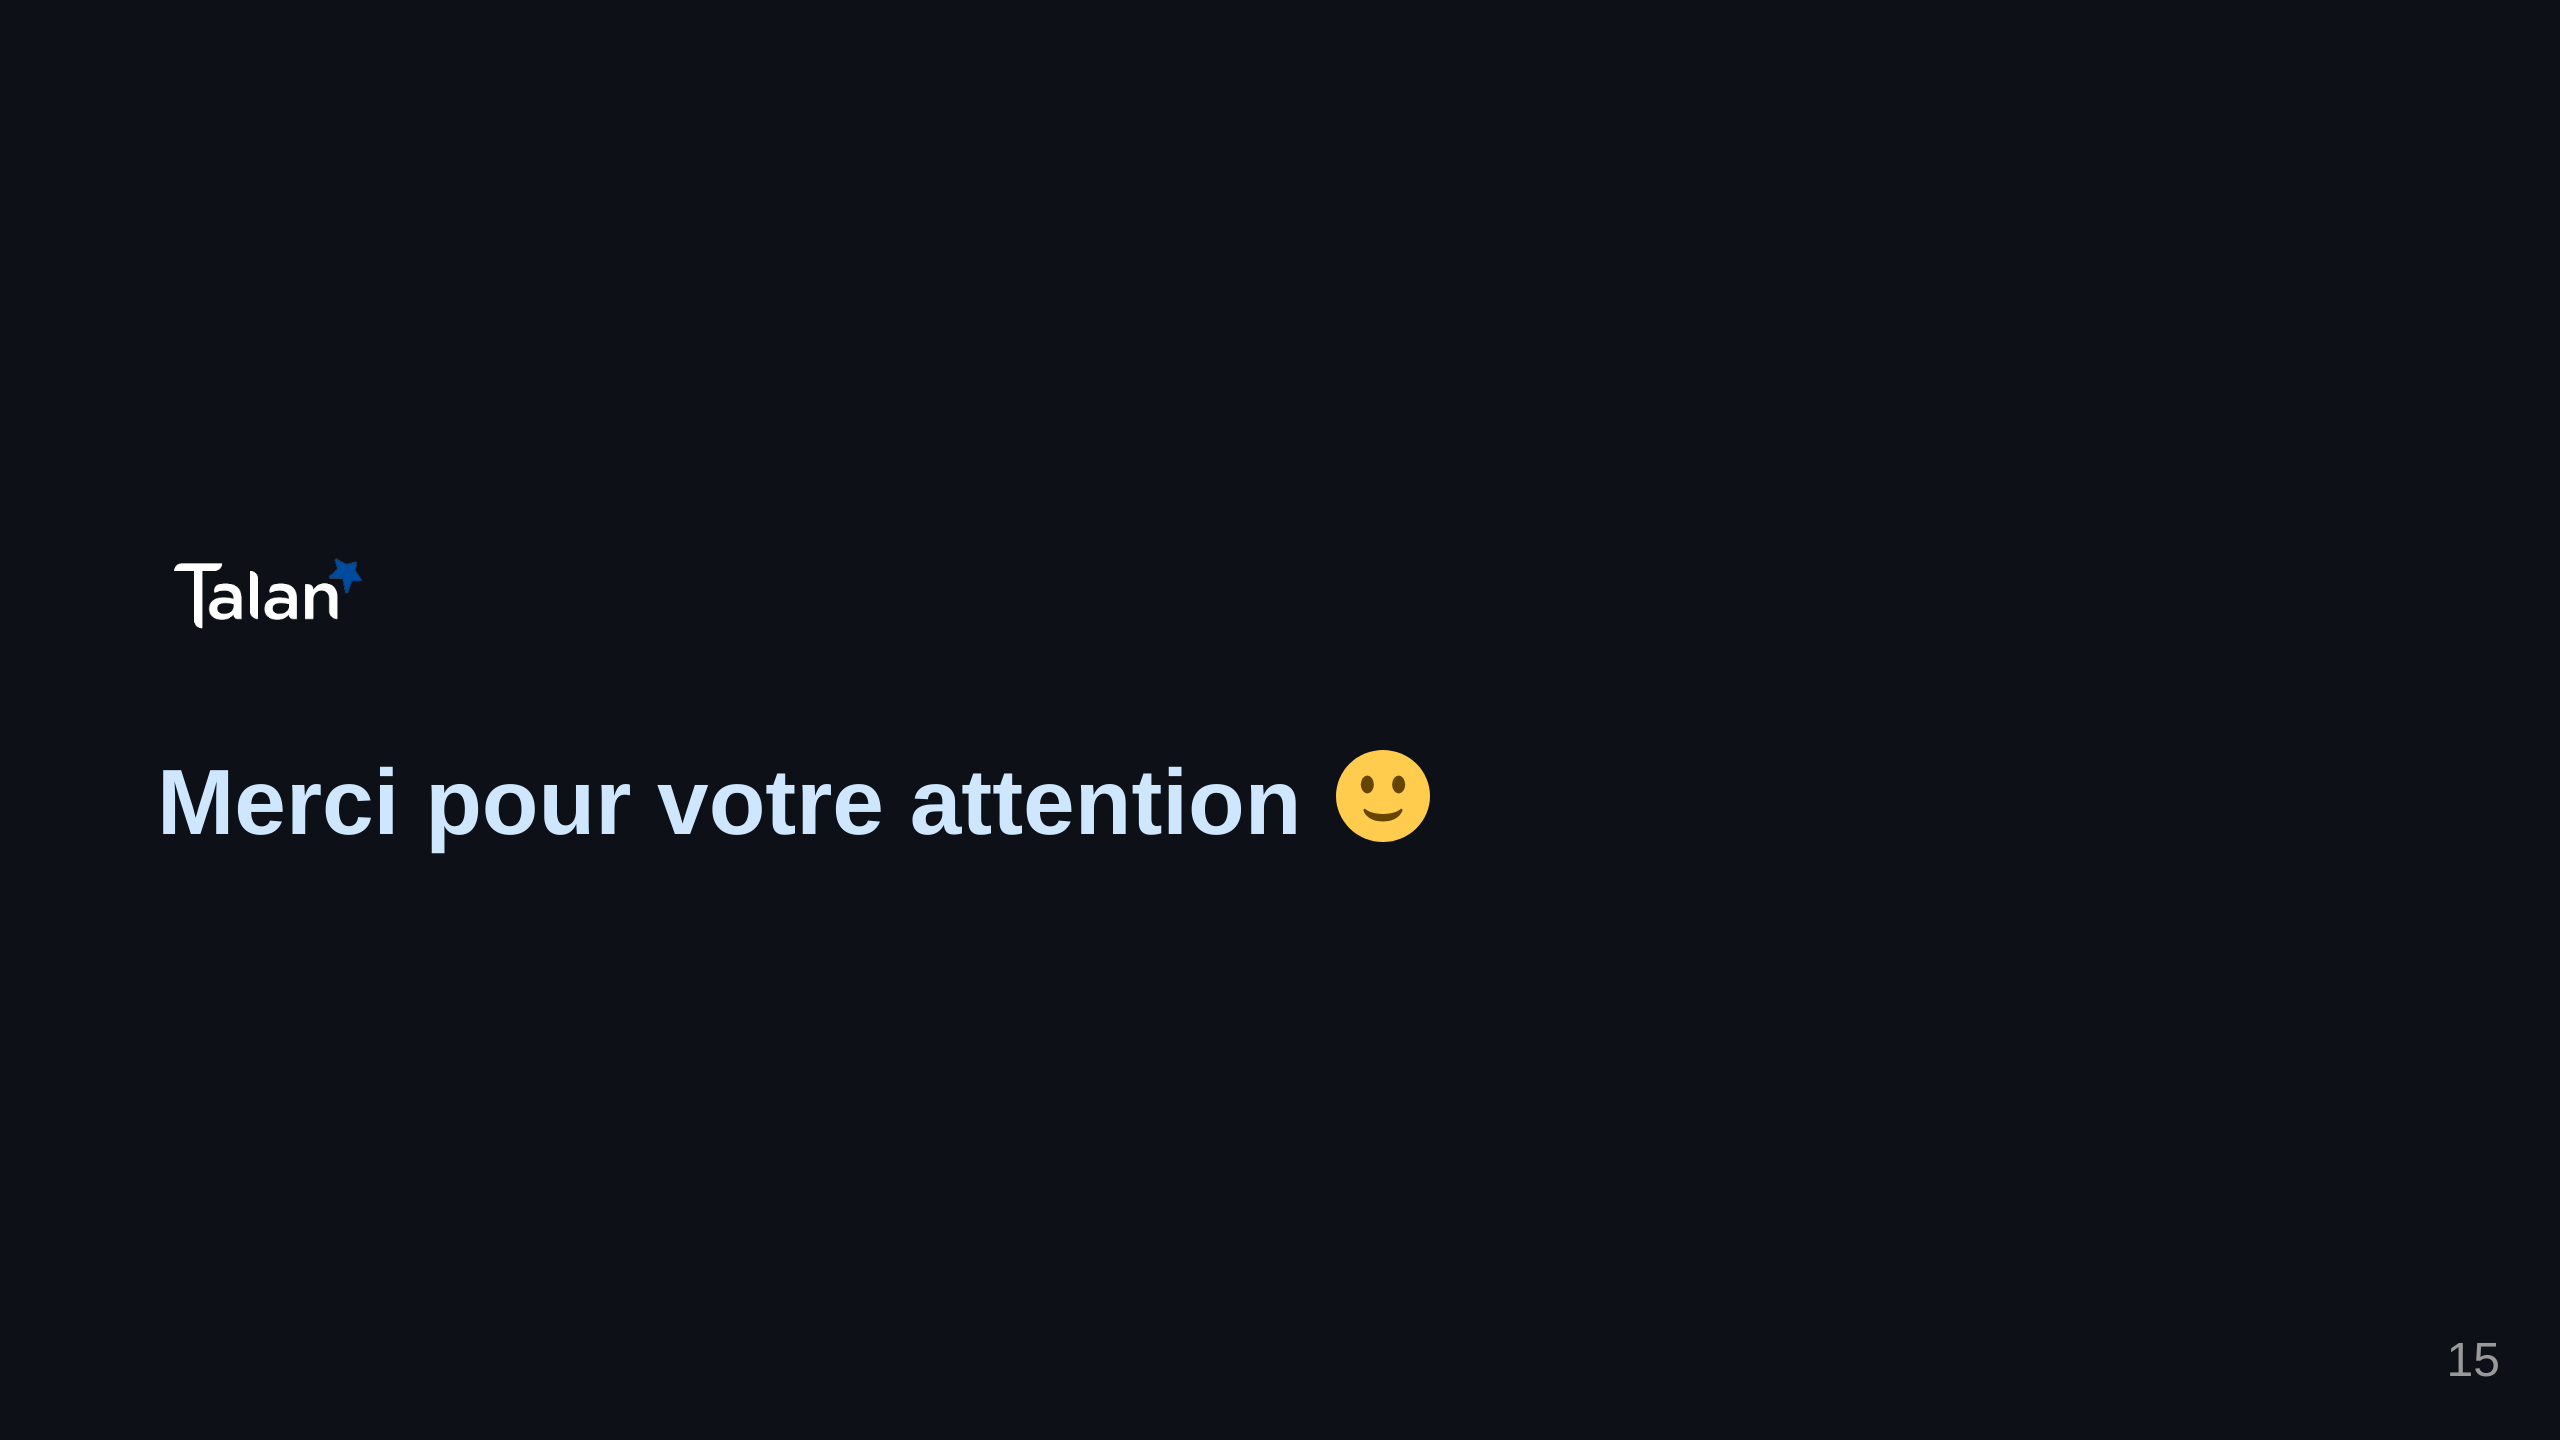 Talan
Merci pour votre attention 🙂
15